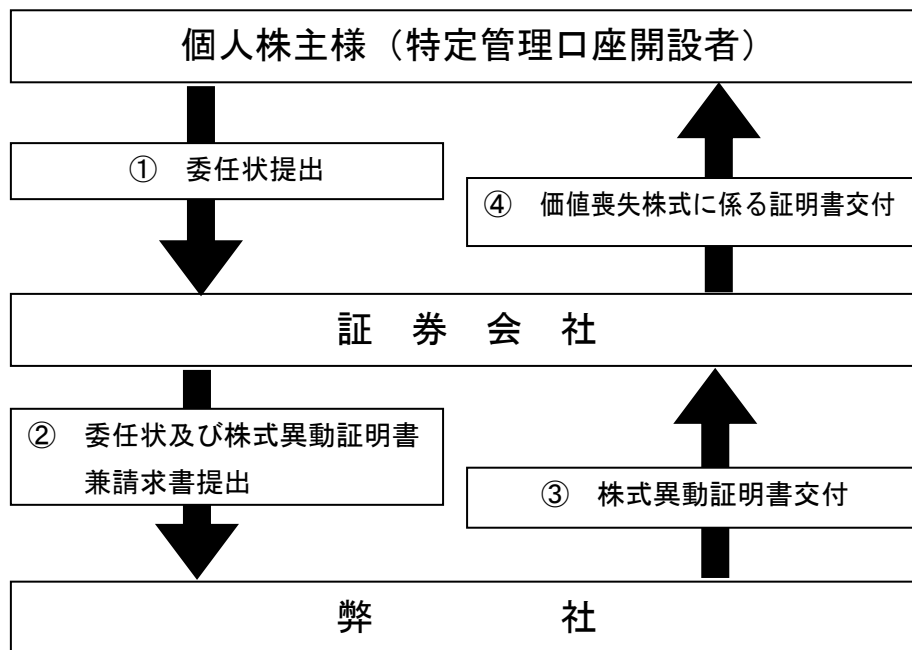 個人株主様（特定管理口座開設者）
①　委任状提出
④　価値喪失株式に係る証明書交付
証　券　会　社
②　委任状及び株式異動証明書
兼請求書提出
③　株式異動証明書交付
弊　　　　　社